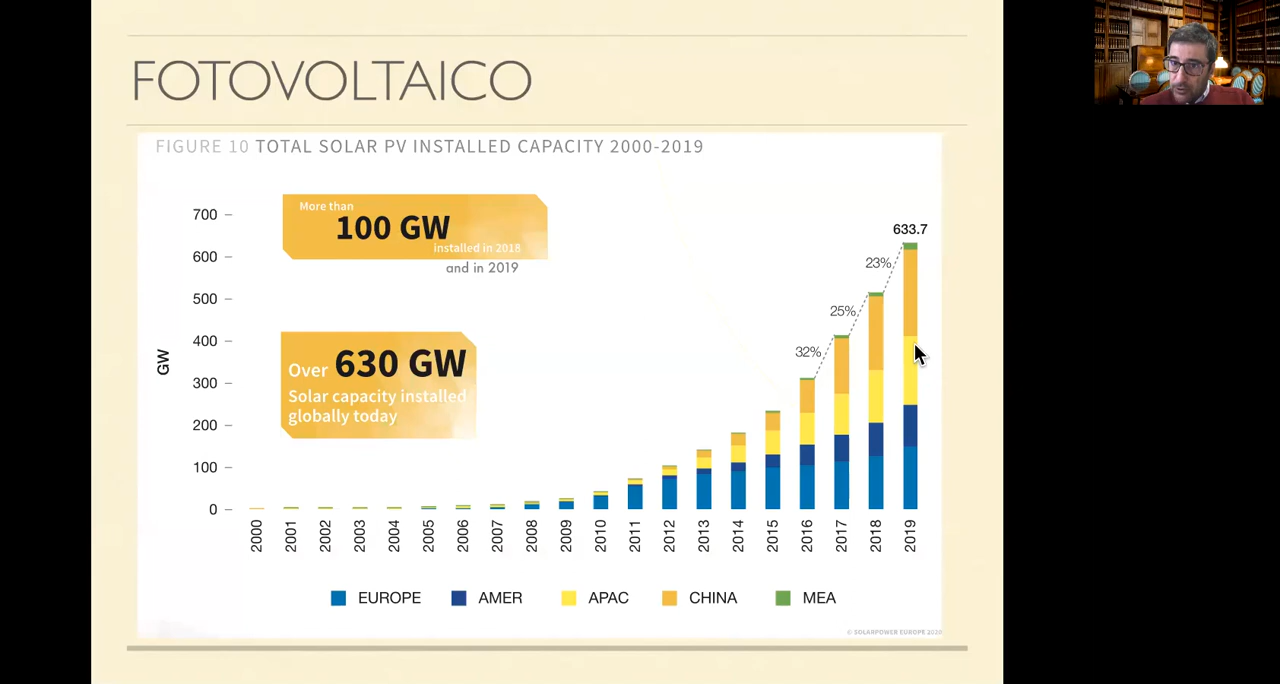 FOTOVOLTAICO
FIGURE 10 TOTAL SOLAR PV INSTALLED CAPACITY 2000-2019
More than
100 GW
installed in 2018
and in 2019
Over 630 GW
Solar capacity installed
globally today
GW
700
600
500
400
300
200
100
0
633.7
23%
25%
32%
2000
2001
2002
2003
2004
2005
2006
2007
2008
2009
2010
2011
2012
2013
2014
2015
2016
2017
2018
2019
EUROPE AMER APAC CHINA MEA
© SOLARPOWER EUROPE 2020